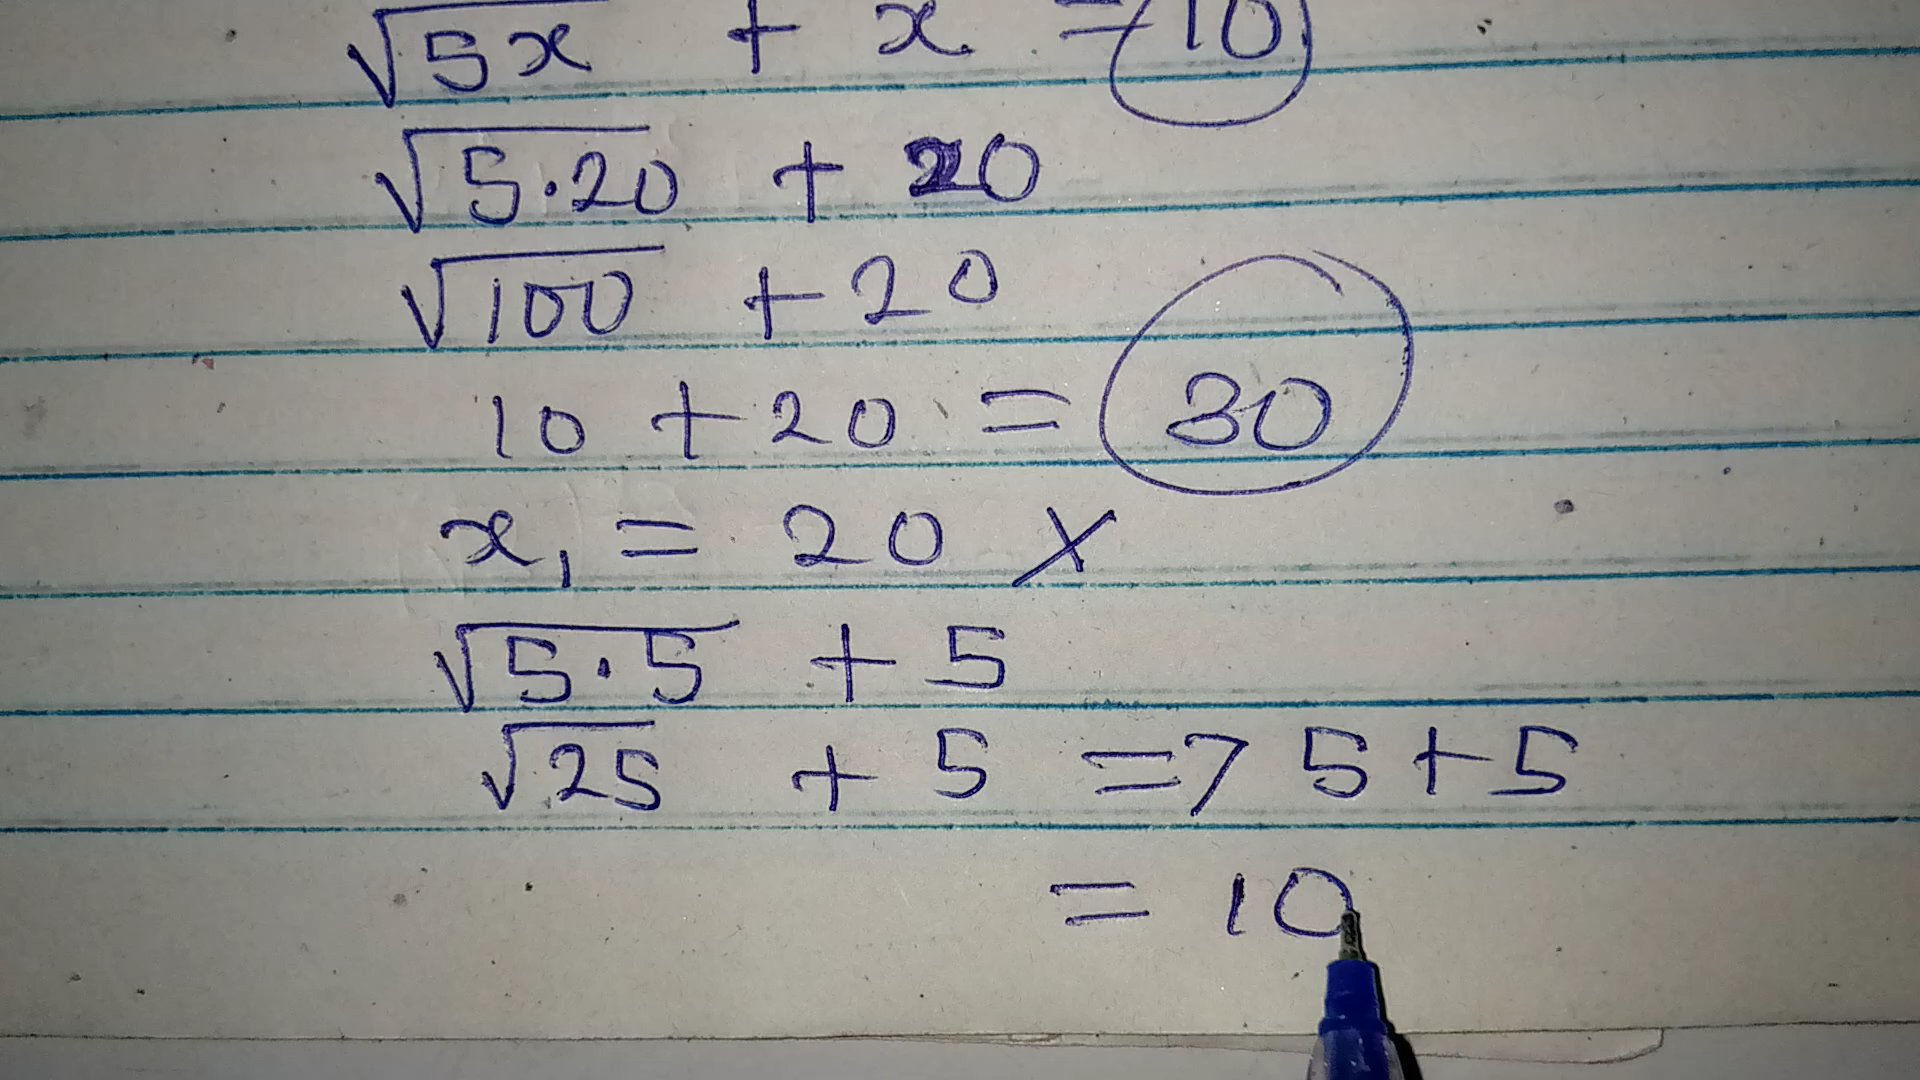 √5x + x = 10
√5·20 + 20
√100 + 20
10 + 20 = 30
x₁ = 20 ×
√5·5 + 5
√25 + 5 => 5+5
= 10